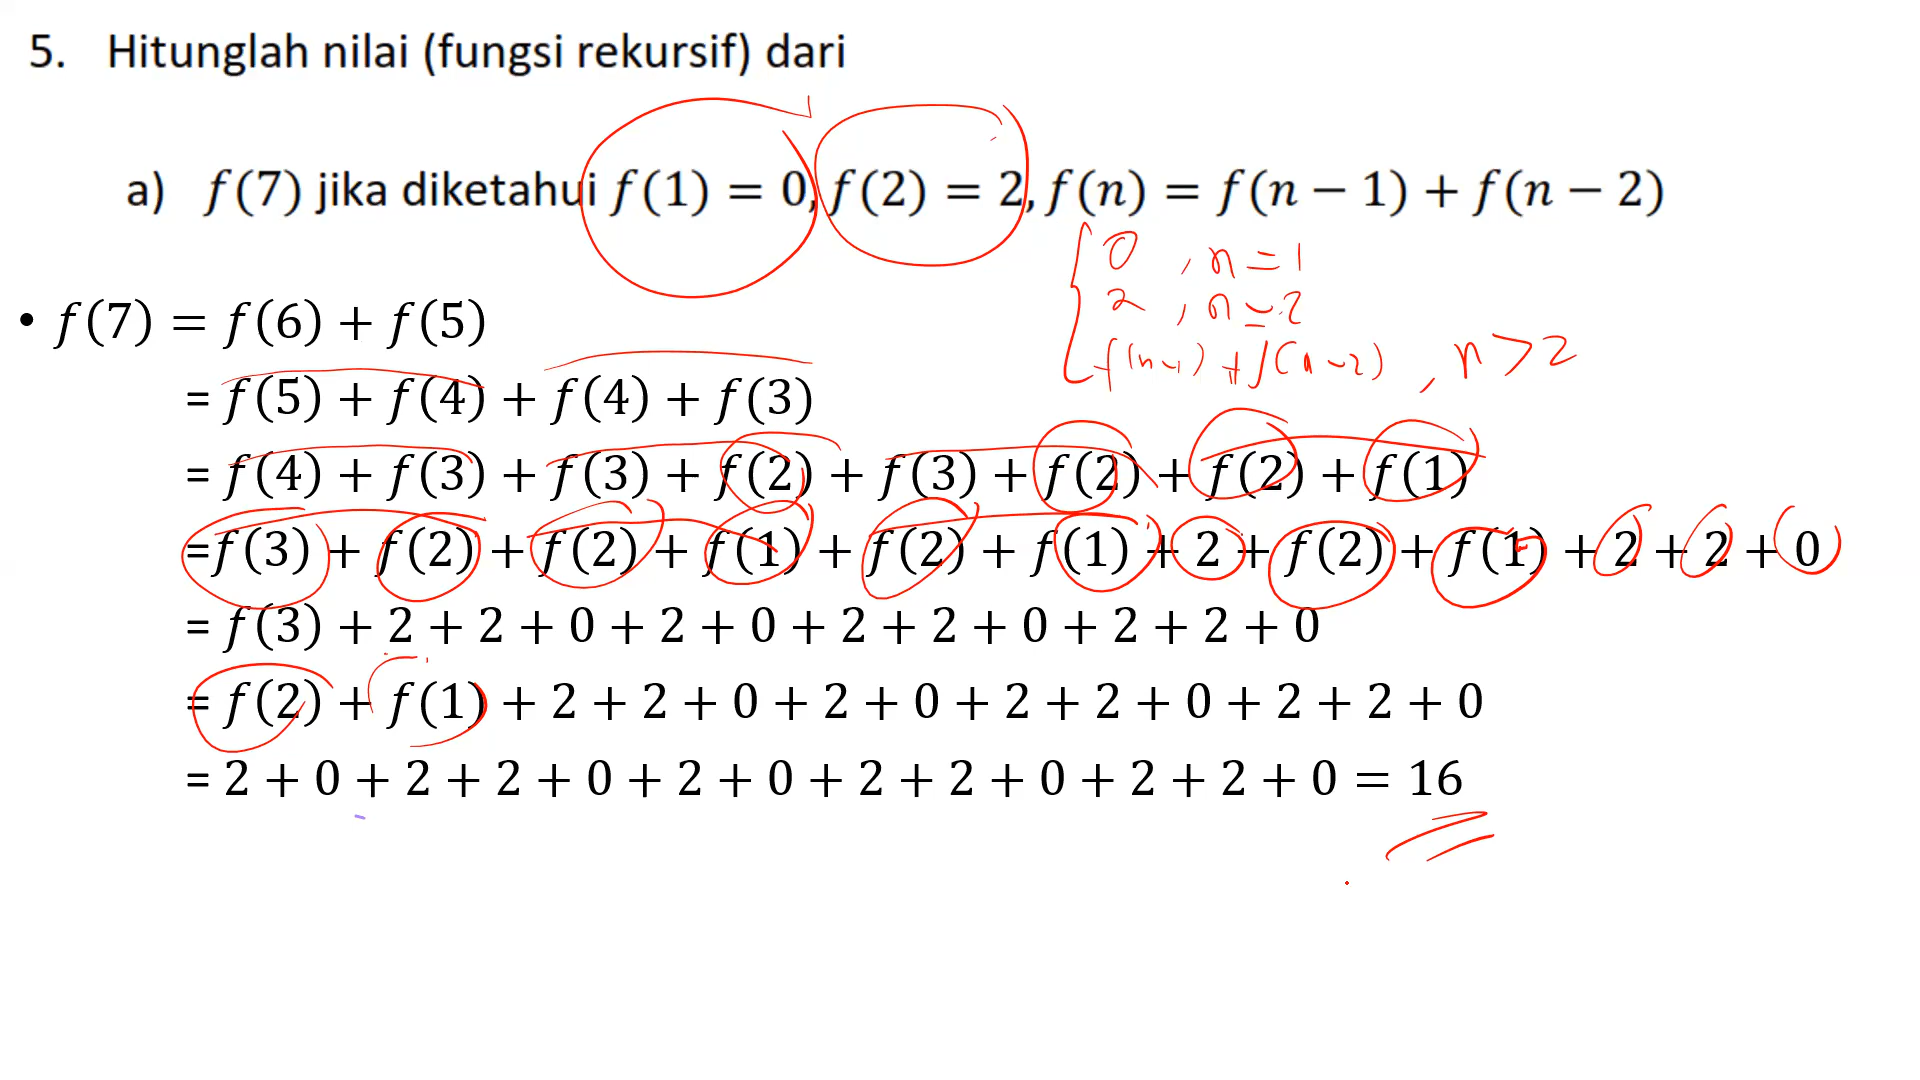 5. Hitunglah nilai (fungsi rekursif) dari
a) f(7) jika diketahui f(1) = 0, f(2) = 2, f(n) = f(n − 1) + f(n − 2)
0 , n = 1
2 , n = 2
f(n-1) + f(n-2) , n > 2
• f(7) = f(6) + f(5)
= f(5) + f(4) + f(4) + f(3)
= f(4) + f(3) + f(3) + f(2) + f(3) + f(2) + f(2) + f(1)
=f(3) + f(2) + f(2) + f(1) + f(2) + f(1) + 2 + f(2) + f(1) + 2 + 2 + 0
= f(3) + 2 + 2 + 0 + 2 + 0 + 2 + 2 + 0 + 2 + 2 + 0
= f(2) + f(1) + 2 + 2 + 0 + 2 + 0 + 2 + 2 + 0 + 2 + 2 + 0
= 2 + 0 + 2 + 2 + 0 + 2 + 0 + 2 + 2 + 0 + 2 + 2 + 0 = 16